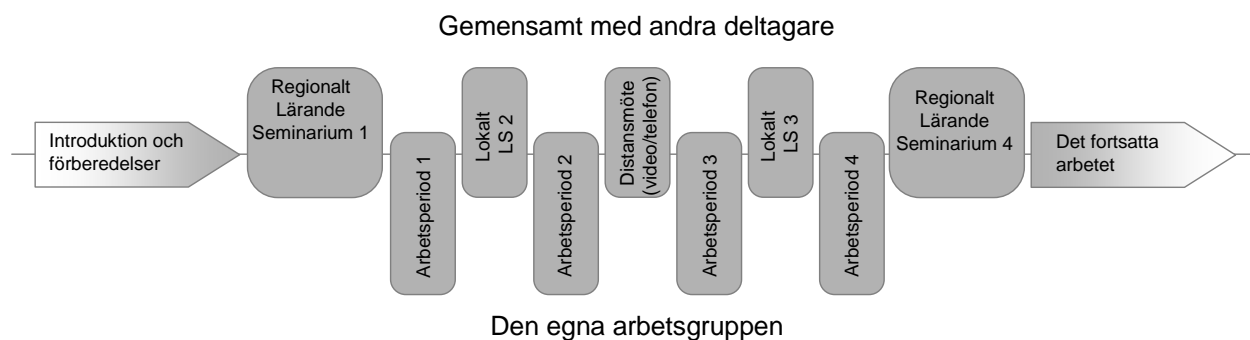 Gemensamt med andra deltagare
Introduktion och
förberedelser
Regionalt
Lärande
Seminarium 1
Arbetsperiod 1
Lokalt
LS 2
Arbetsperiod 2
Distansmöte
(video/telefon)
Arbetsperiod 3
Lokalt
LS 3
Arbetsperiod 4
Regionalt
Lärande
Seminarium 4
Det fortsatta
arbetet
Den egna arbetsgruppen